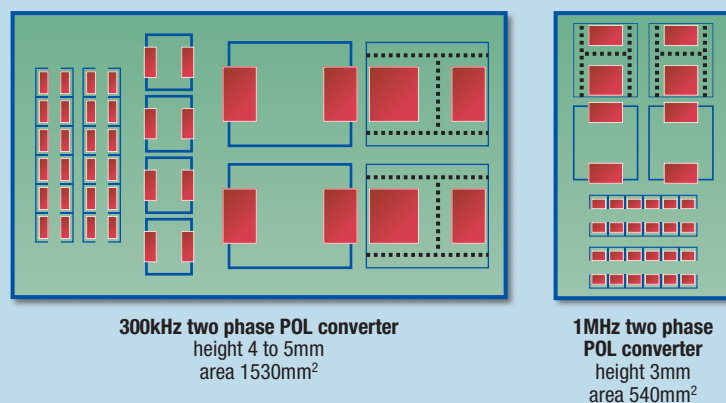 300kHz two phase POL converter
height 4 to 5mm
area 1530mm²
1MHz two phase
POL converter
height 3mm
area 540mm²